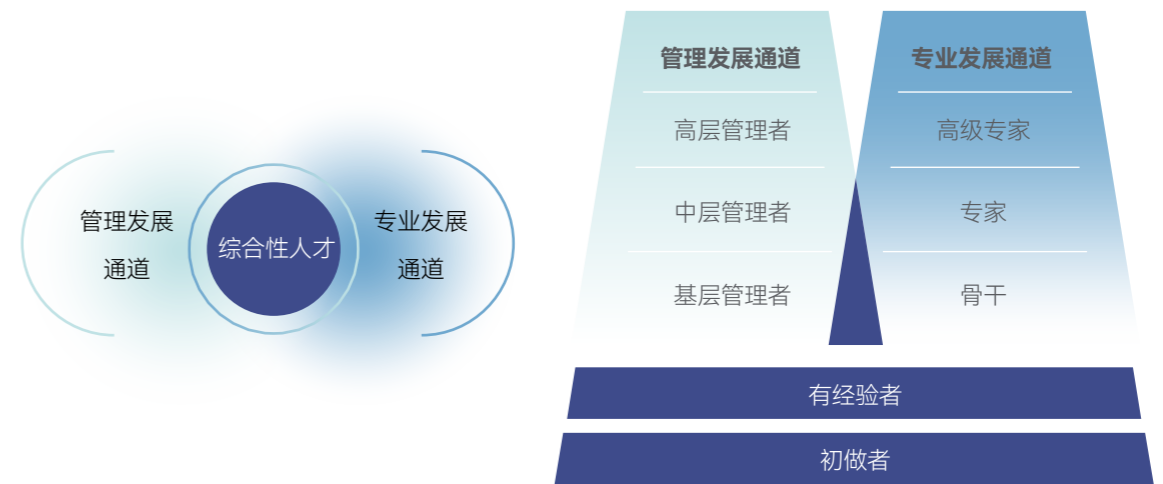 管理发展
通道
综合性人才
专业发展
通道
管理发展通道
高层管理者
中层管理者
基层管理者
专业发展通道
高级专家
专家
骨干
有经验者
初做者